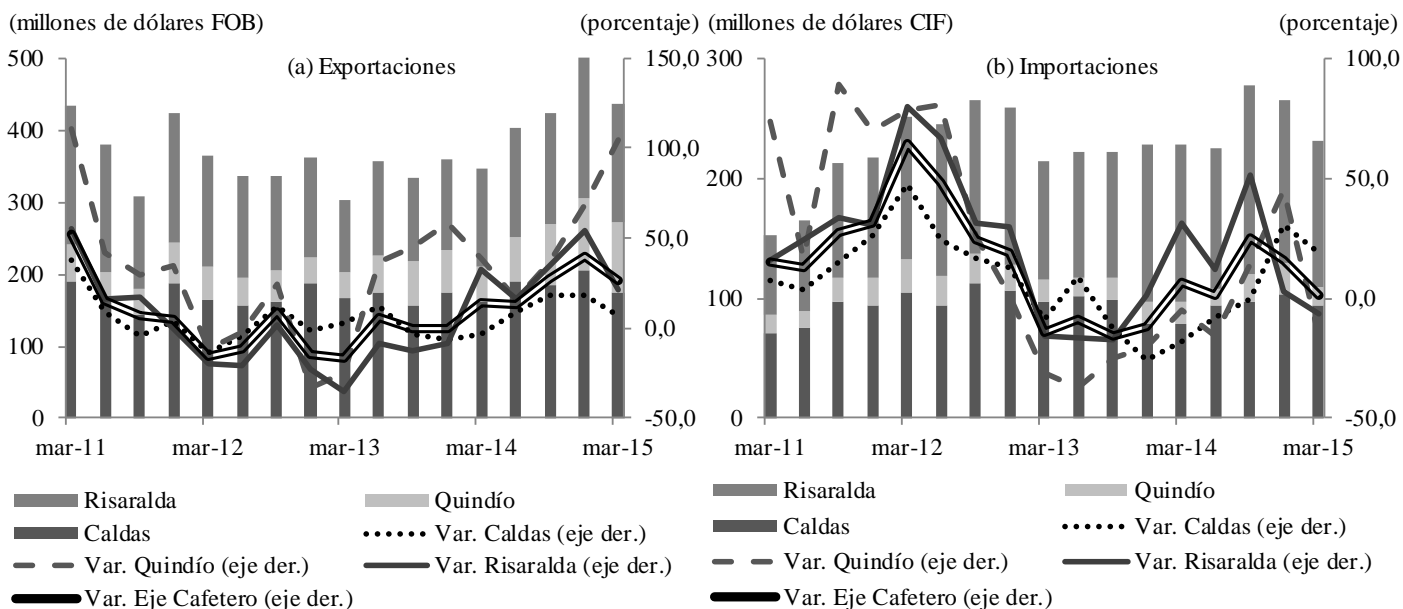 (millones de dólares FOB) (porcentaje)
(a) Exportaciones
500
400
300
200
100
0
150,0
100,0
50,0
0,0
-50,0
mar-11 mar-12 mar-13 mar-14 mar-15
Risaralda Quindío
Caldas Var. Caldas (eje der.)
Var. Quindío (eje der.) Var. Risaralda (eje der.)
Var. Eje Cafetero (eje der.)
(millones de dólares CIF) (porcentaje)
(b) Importaciones
300
200
100
0
100,0
50,0
0,0
-50,0
mar-11 mar-12 mar-13 mar-14 mar-15
Risaralda Quindío
Caldas Var. Caldas (eje der.)
Var. Quindío (eje der.) Var. Risaralda (eje der.)
Var. Eje Cafetero (eje der.)